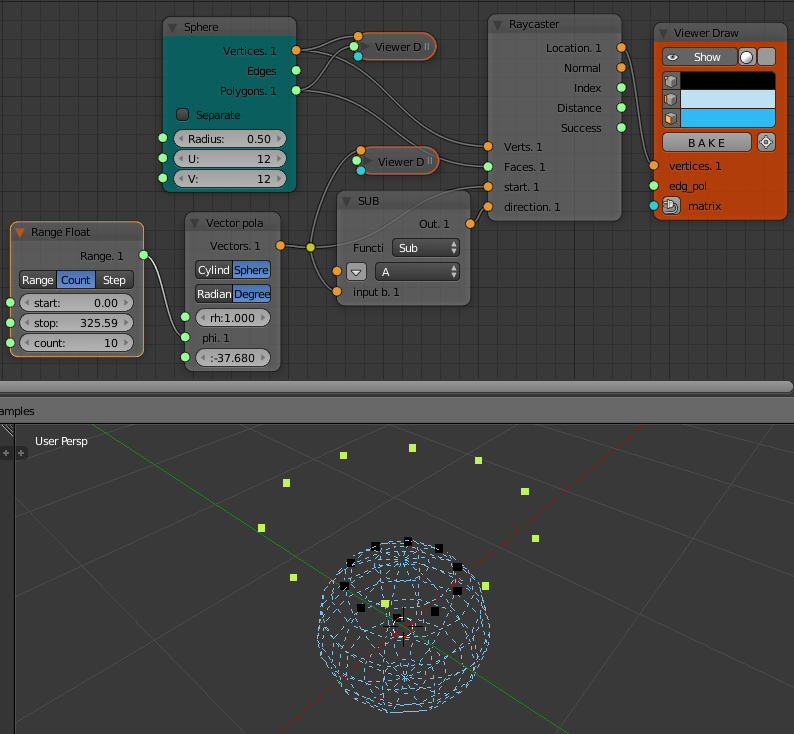 Sphere
Vertices. 1
Edges
Polygons. 1
Separate
Radius: 0.50
U: 12
V: 12
Viewer D
Viewer D
Raycaster
Location. 1
Normal
Index
Distance
Success
Verts. 1
Faces. 1
start. 1
direction. 1
Viewer Draw
Show
BAKE
vertices. 1
edg_pol
matrix
SUB
Out. 1
Functi Sub
A
input b. 1
Range Float
Range. 1
Range Count Step
start: 0.00
stop: 325.59
count: 10
Vector pola
Vectors. 1
Cylind Sphere
Radian Degree
rh:1.000
phi. 1
:-37.680
amples
User Persp